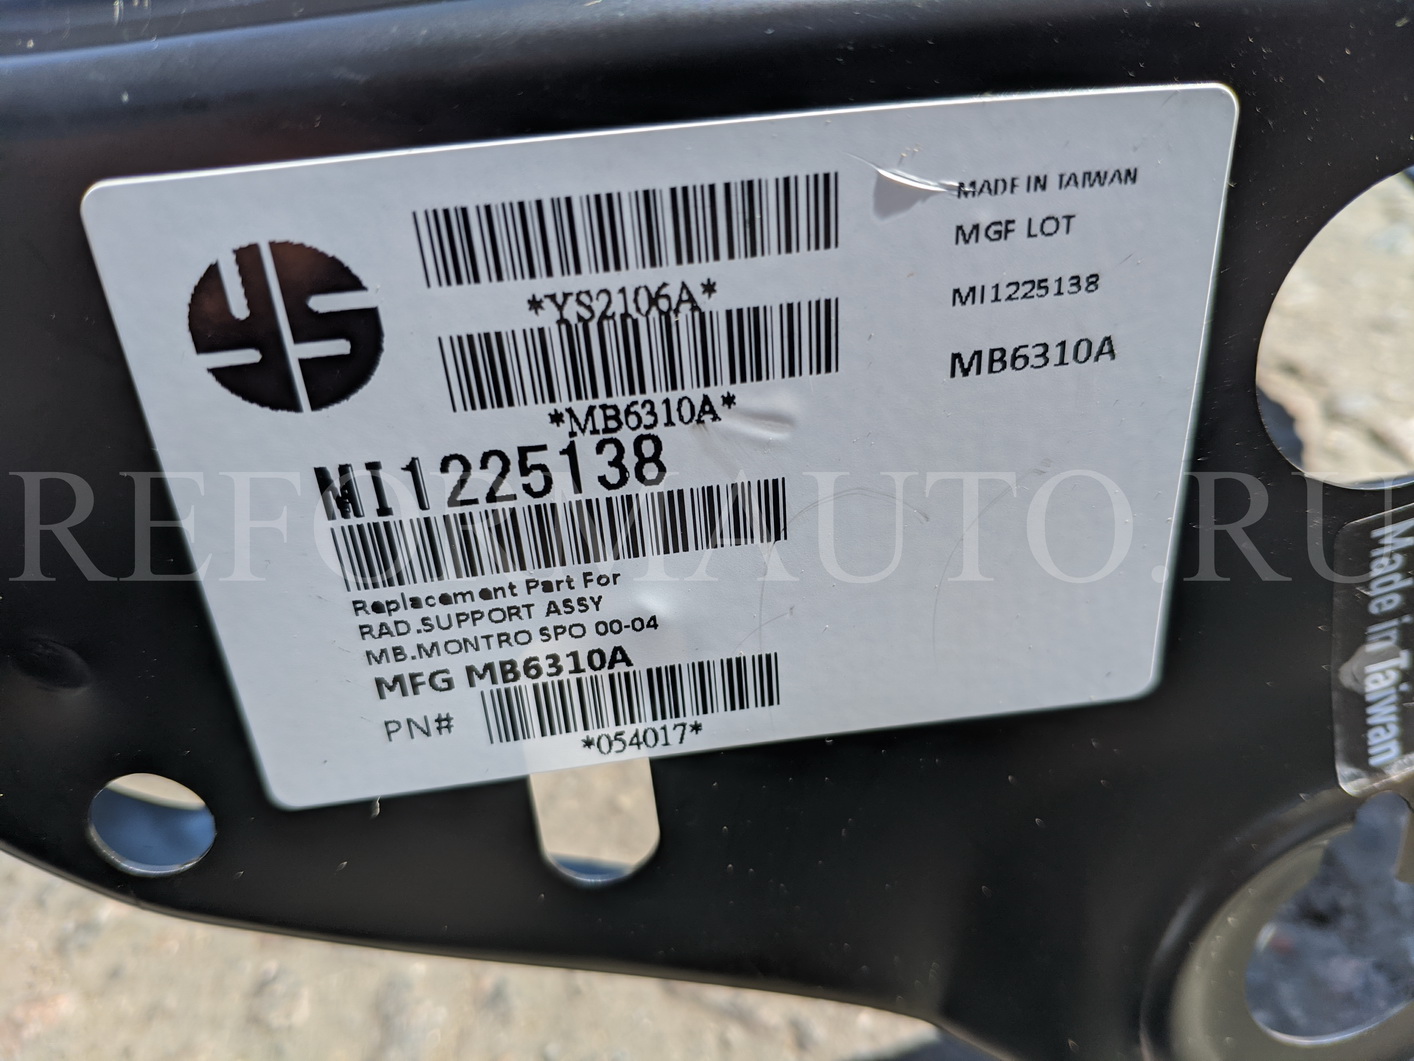 YS
*YS2106A*
*MB6310A*
MI1225138
Replacement Part For
RAD.SUPPORT ASSY
MB.MONTRO SPO 00-04
MFG MB6310A
PN#
*054017*
MADE IN TAIWAN
MGF LOT
MI1225138
MB6310A
Made in Taiwan
REFORMAUTO.RU